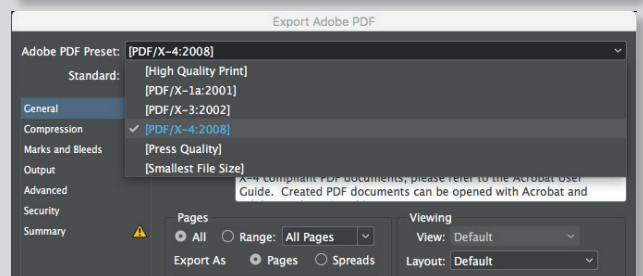 Export Adobe PDF
Adobe PDF Preset: [PDF/X-4:2008]
Standard:
[High Quality Print]
[PDF/X-1a:2001]
[PDF/X-3:2002]
[PDF/X-4:2008]
[Press Quality]
[Smallest File Size]
General
Compression
Marks and Bleeds
Output
Advanced
Security
Summary
X-4 compliant PDF documents, please refer to the Acrobat User
Guide. Created PDF documents can be opened with Acrobat and
Pages
All Range: All Pages
Export As Pages Spreads
Viewing
View: Default
Layout: Default